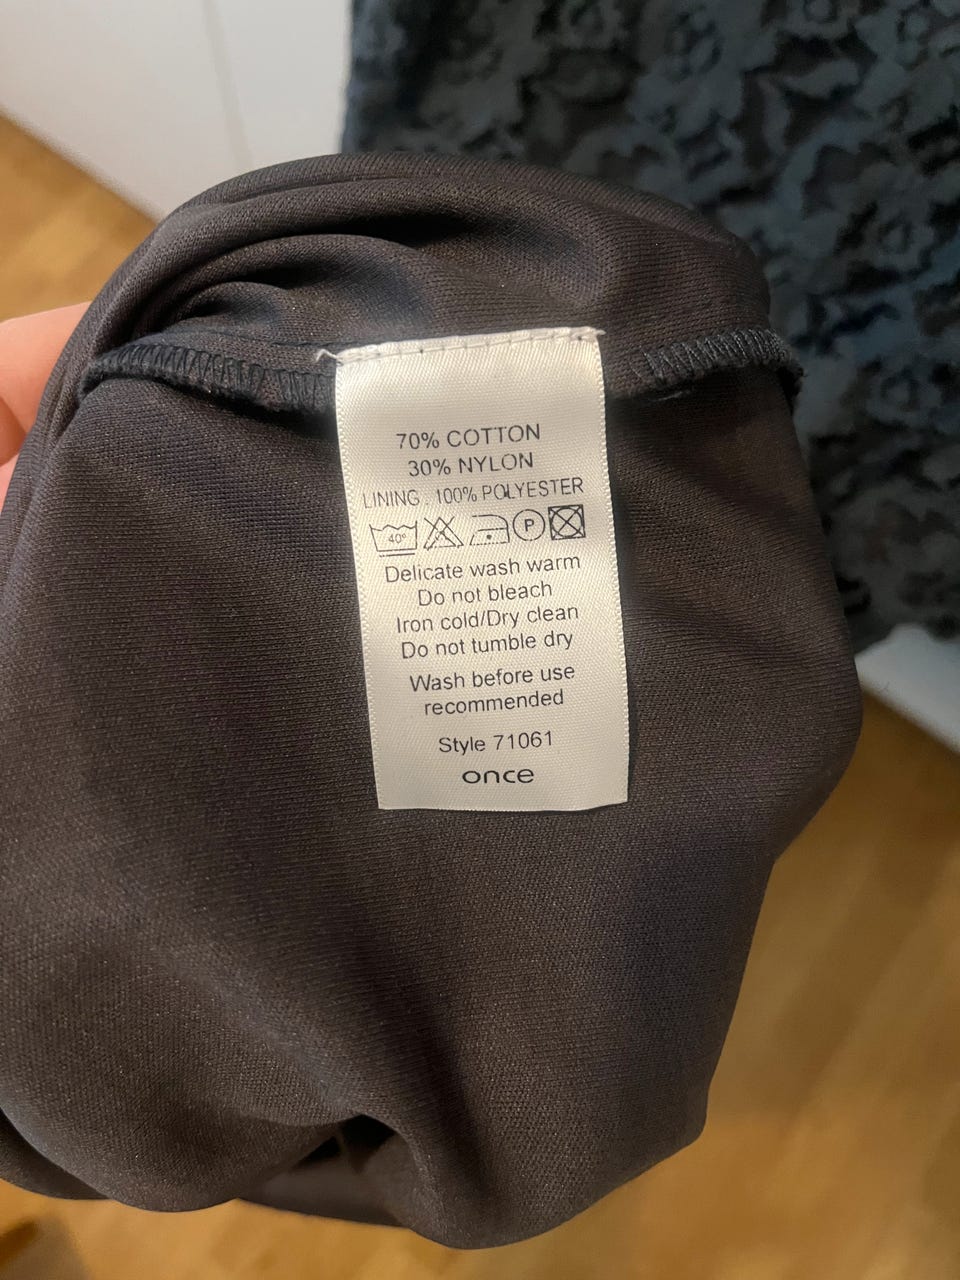 70% COTTON
30% NYLON
LINING . 100% POLYESTER
40° P
Delicate wash warm
Do not bleach
Iron cold/Dry clean
Do not tumble dry
Wash before use
recommended
Style 71061
once